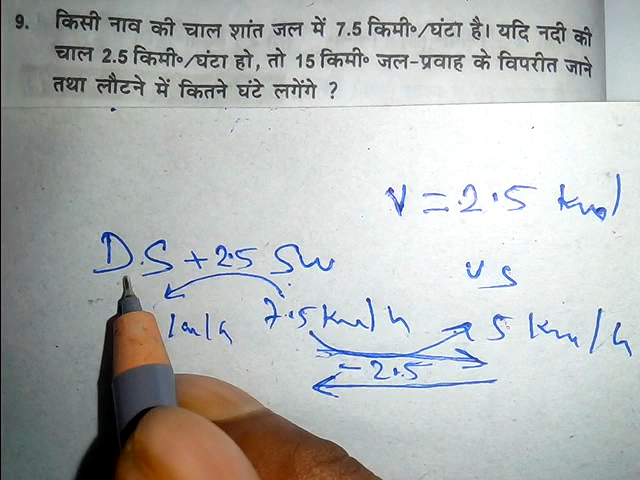 9. किसी नाव की चाल शांत जल में 7.5 किमी०/घंटा है। यदि नदी की
चाल 2.5 किमी०/घंटा हो, तो 15 किमी० जल-प्रवाह के विपरीत जाने
तथा लौटने में कितने घंटे लगेंगे ?
V = 2.5
D.S + 2.5 SW US
7.5 km/h 5 km/h
-2.5